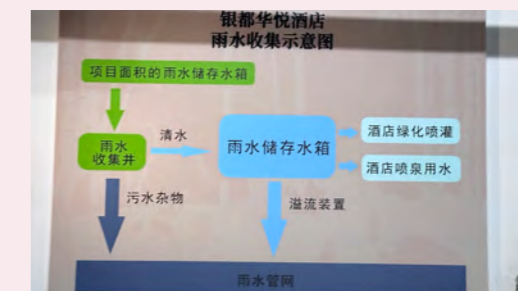 银都华悦酒店
雨水收集示意图
项目面积的雨水储存水箱
雨水
收集井
清水
雨水储存水箱
酒店绿化喷灌
酒店喷泉用水
污水杂物
溢流装置
雨水管网